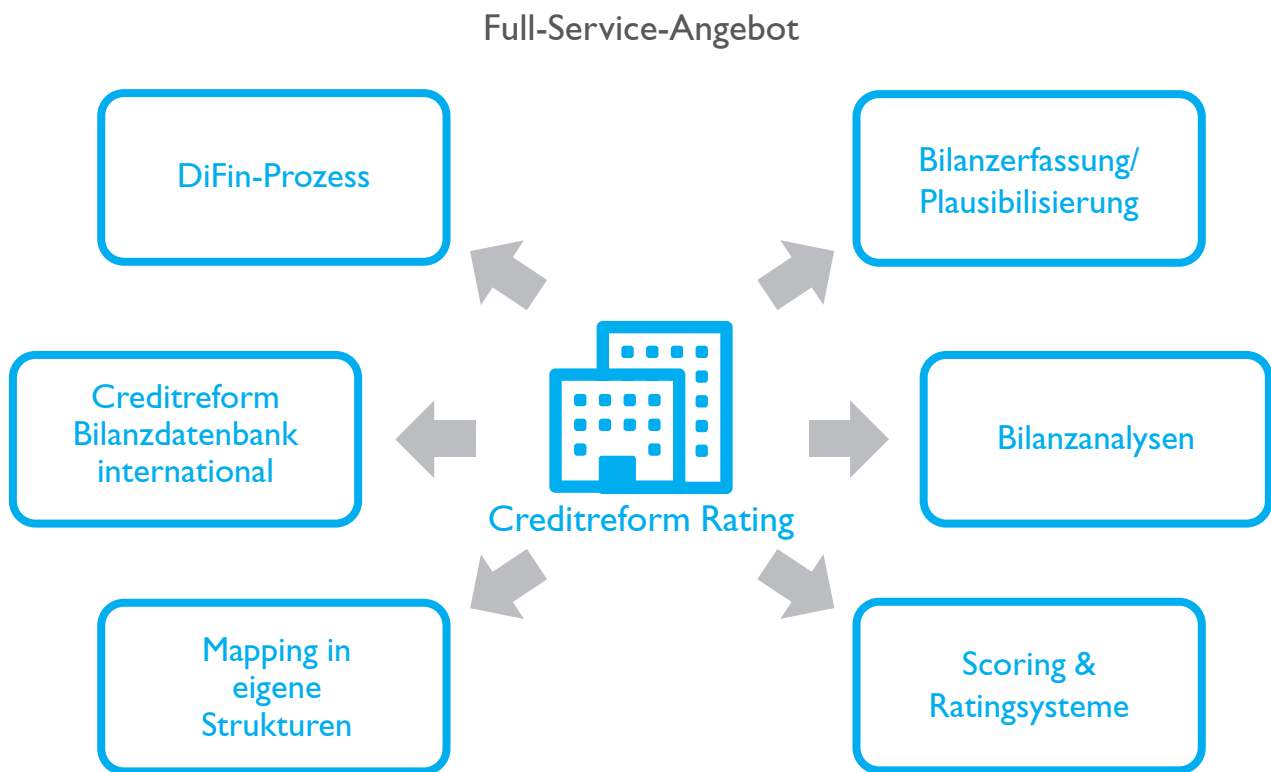 Full-Service-Angebot
DiFin-Prozess
Bilanzerfassung/
Plausibilisierung
Creditreform
Bilanzdatenbank
international
Bilanzanalysen
Creditreform Rating
Mapping in
eigene
Strukturen
Scoring &
Ratingsysteme